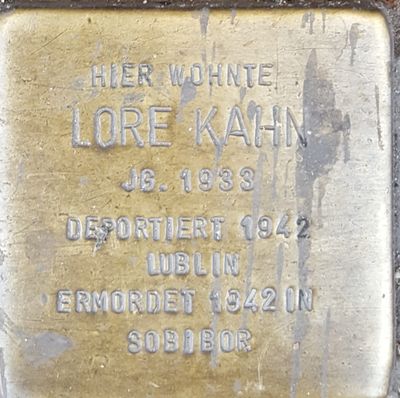 HIER WOHNTE
LORE KAHN
JG. 1933
DEPORTIERT 1942
LUBLIN
ERMORDET 1942 IN
SOBIBOR